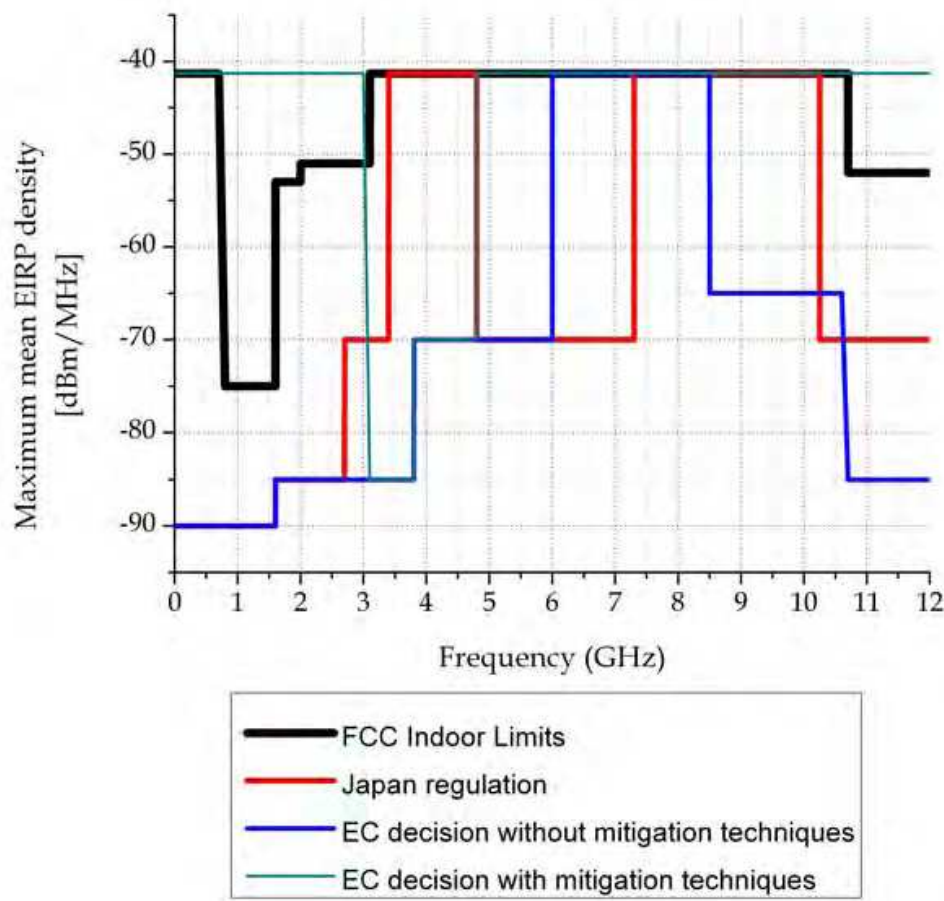 Maximum mean EIRP density
[dBm/MHz]
-40
-50
-60
-70
-80
-90
0 1 2 3 4 5 6 7 8 9 10 11 12
Frequency (GHz)
FCC Indoor Limits
Japan regulation
EC decision without mitigation techniques
EC decision with mitigation techniques